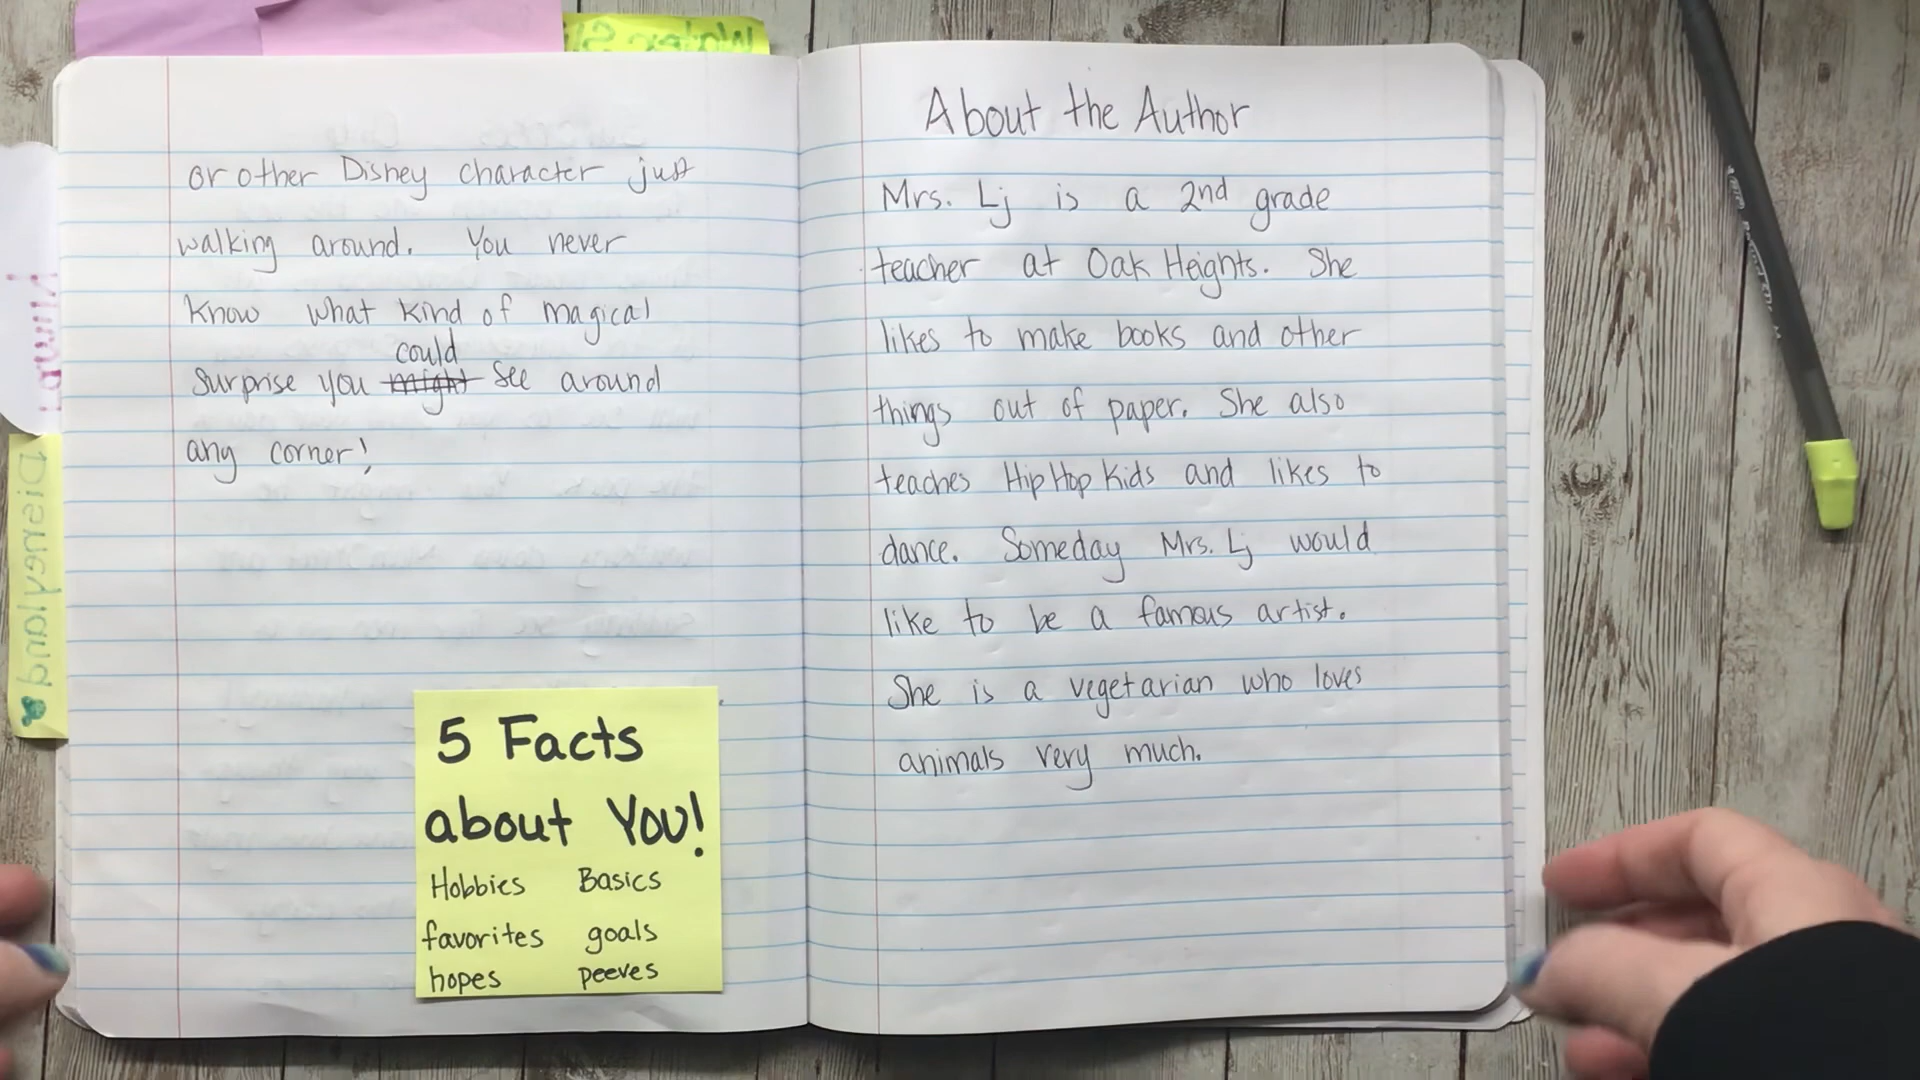 or other Disney character just
walking around. You never
know what kind of magical
could
surprise you might see around
any corner!
5 Facts
about You!
Hobbies Basics
favorites goals
hopes peeves
About the Author
Mrs. Lj is a 2nd grade
teacher at Oak Heights. She
likes to make books and other
things out of paper. She also
teaches Hip Hop Kids and likes to
dance. Someday Mrs. Lj would
like to be a famous artist.
She is a vegetarian who loves
animals very much.
Disneyland